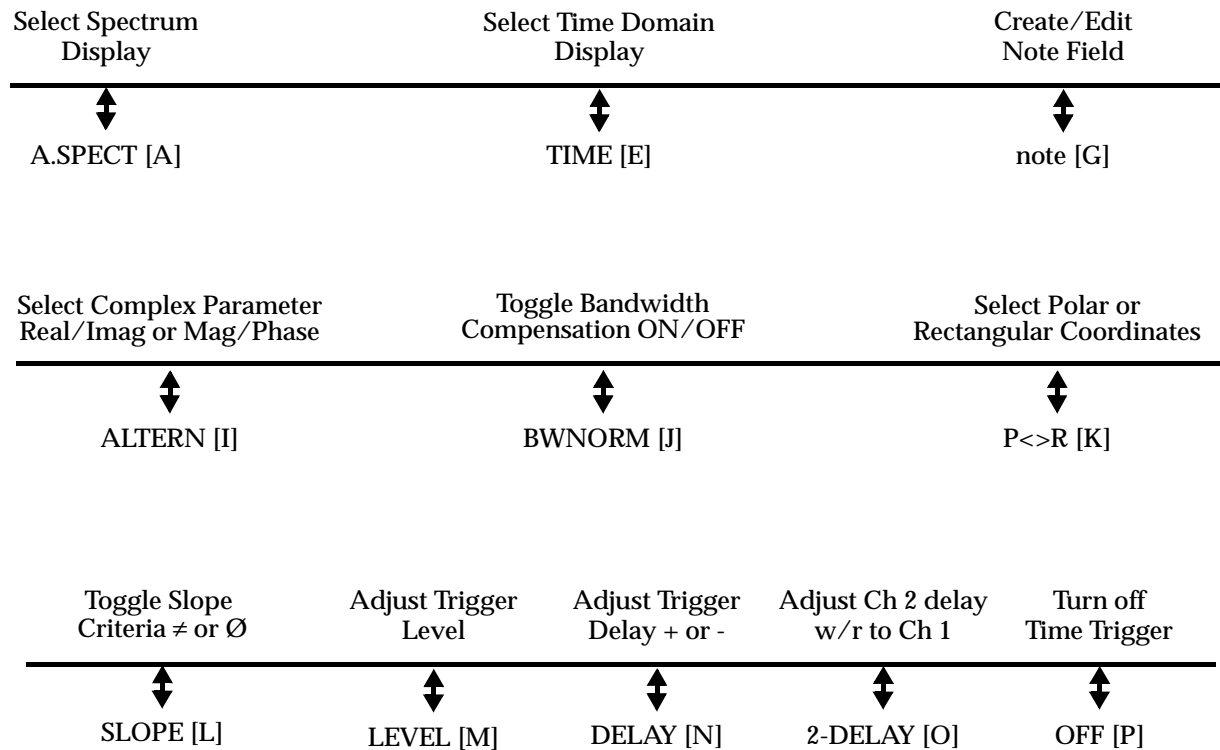 Select Spectrum
Display
Select Time Domain
Display
Create/Edit
Note Field
A.SPECT [A]
TIME [E]
note [G]
Select Complex Parameter
Real/Imag or Mag/Phase
Toggle Bandwidth
Compensation ON/OFF
Select Polar or
Rectangular Coordinates
ALTERN [I]
BWNORM [J]
P<>R [K]
Toggle Slope
Criteria ≠ or Ø
Adjust Trigger
Level
Adjust Trigger
Delay + or -
Adjust Ch 2 delay
w/r to Ch 1
Turn off
Time Trigger
SLOPE [L]
LEVEL [M]
DELAY [N]
2-DELAY [O]
OFF [P]